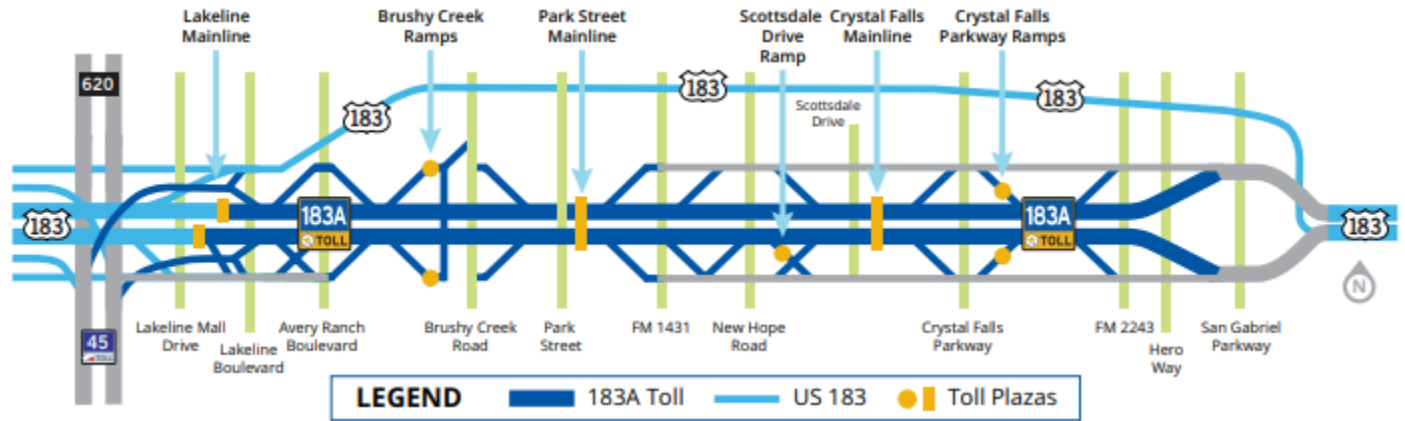 Lakeline
Mainline
Brushy Creek
Ramps
Park Street
Mainline
Scottsdale
Drive
Ramp
Crystal Falls
Mainline
Crystal Falls
Parkway Ramps
620
183
183
183
Scottsdale
Drive
183
183A
TOLL
183A
TOLL
183
N
45
TOLL
Lakeline Mall
Drive
Lakeline
Boulevard
Avery Ranch
Boulevard
Brushy Creek
Road
Park
Street
FM 1431
New Hope
Road
Crystal Falls
Parkway
FM 2243
Hero
Way
San Gabriel
Parkway
LEGEND
183A Toll
US 183
Toll Plazas